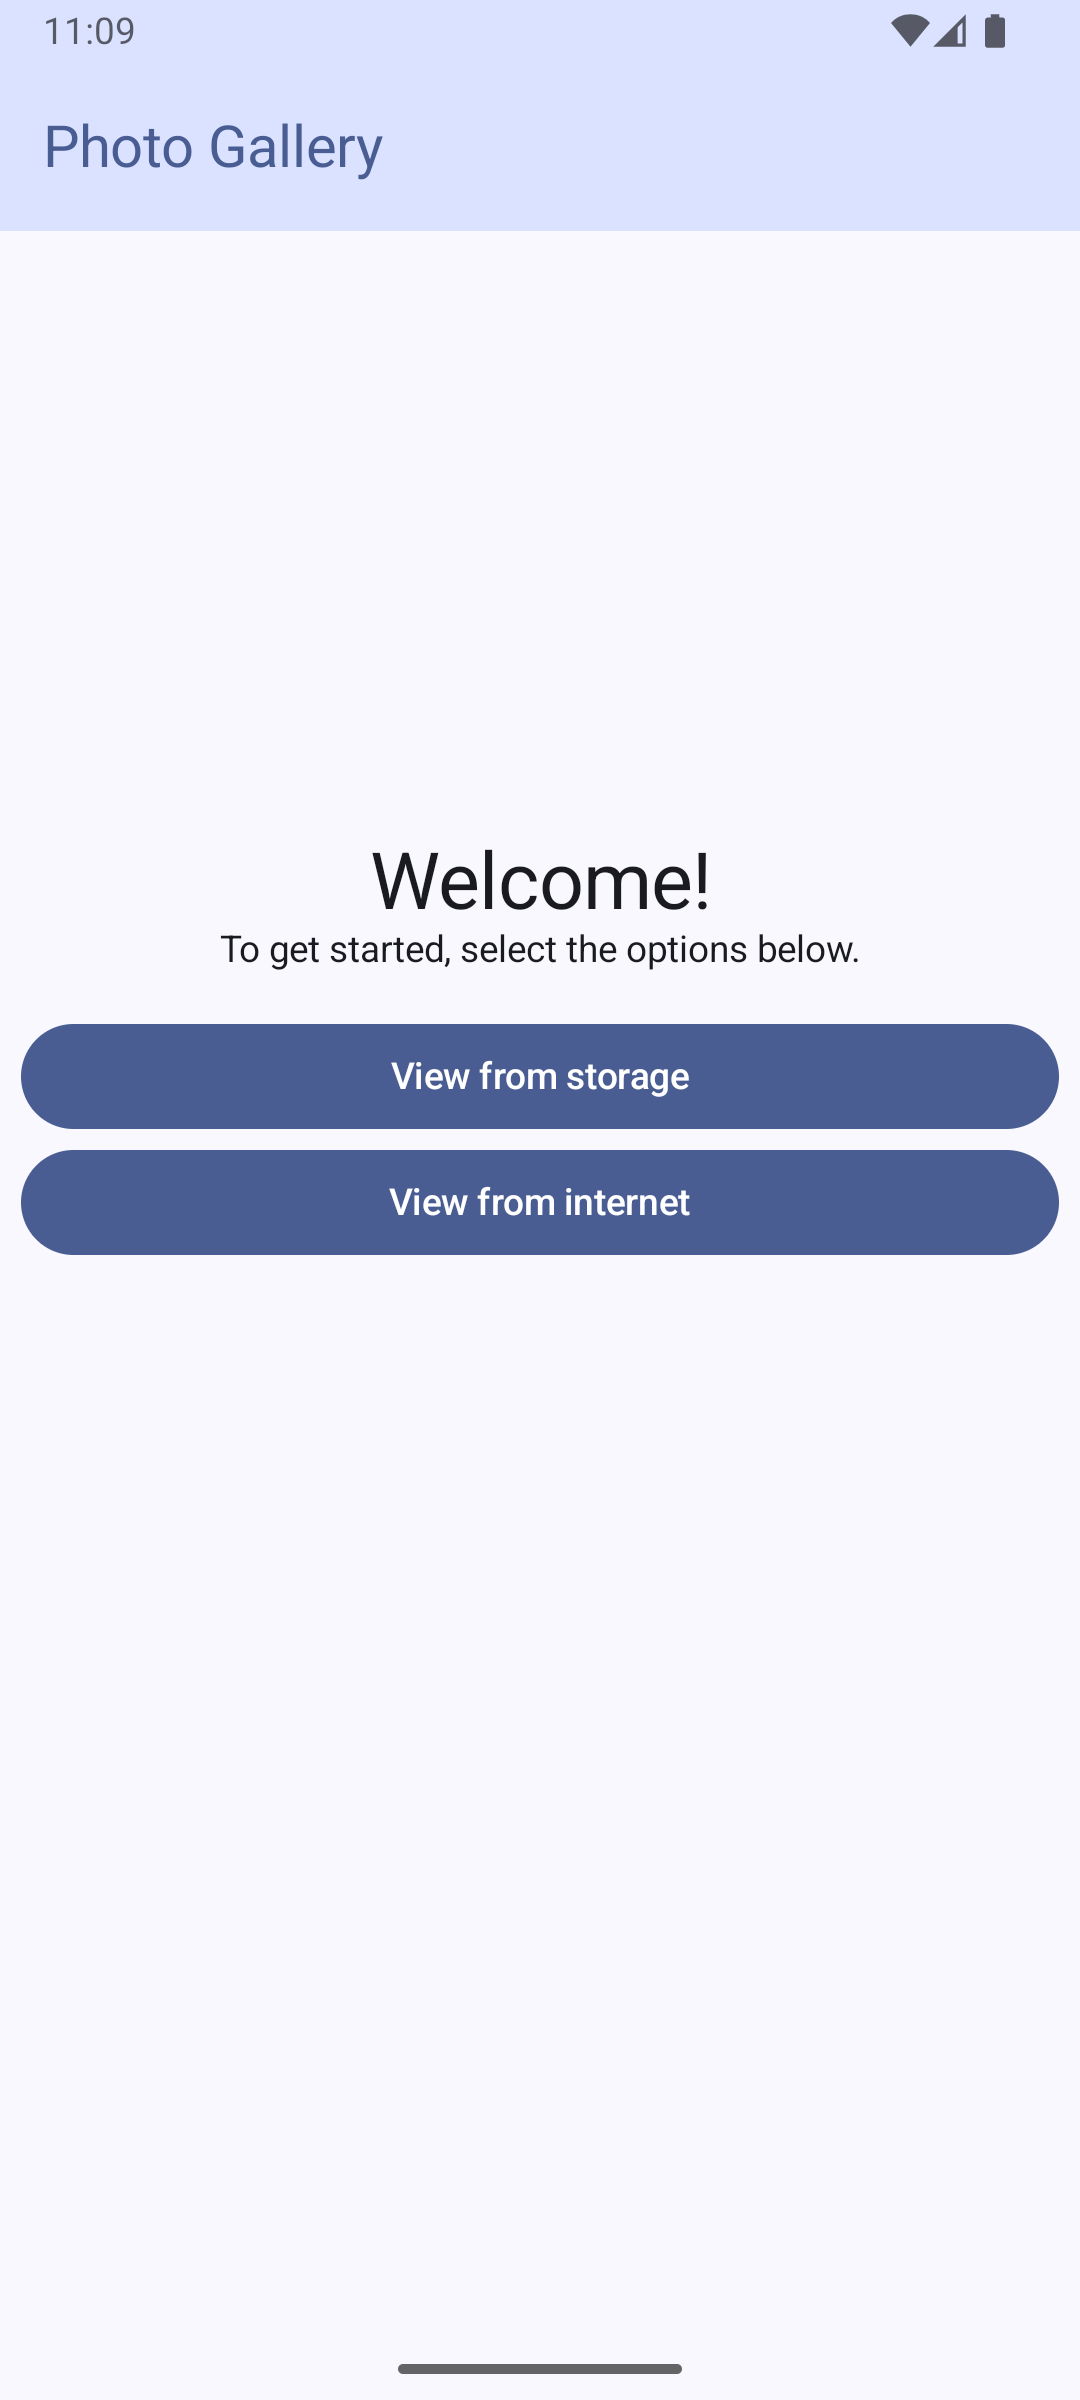 11:09
Photo Gallery
Welcome!
To get started, select the options below.
View from storage
View from internet